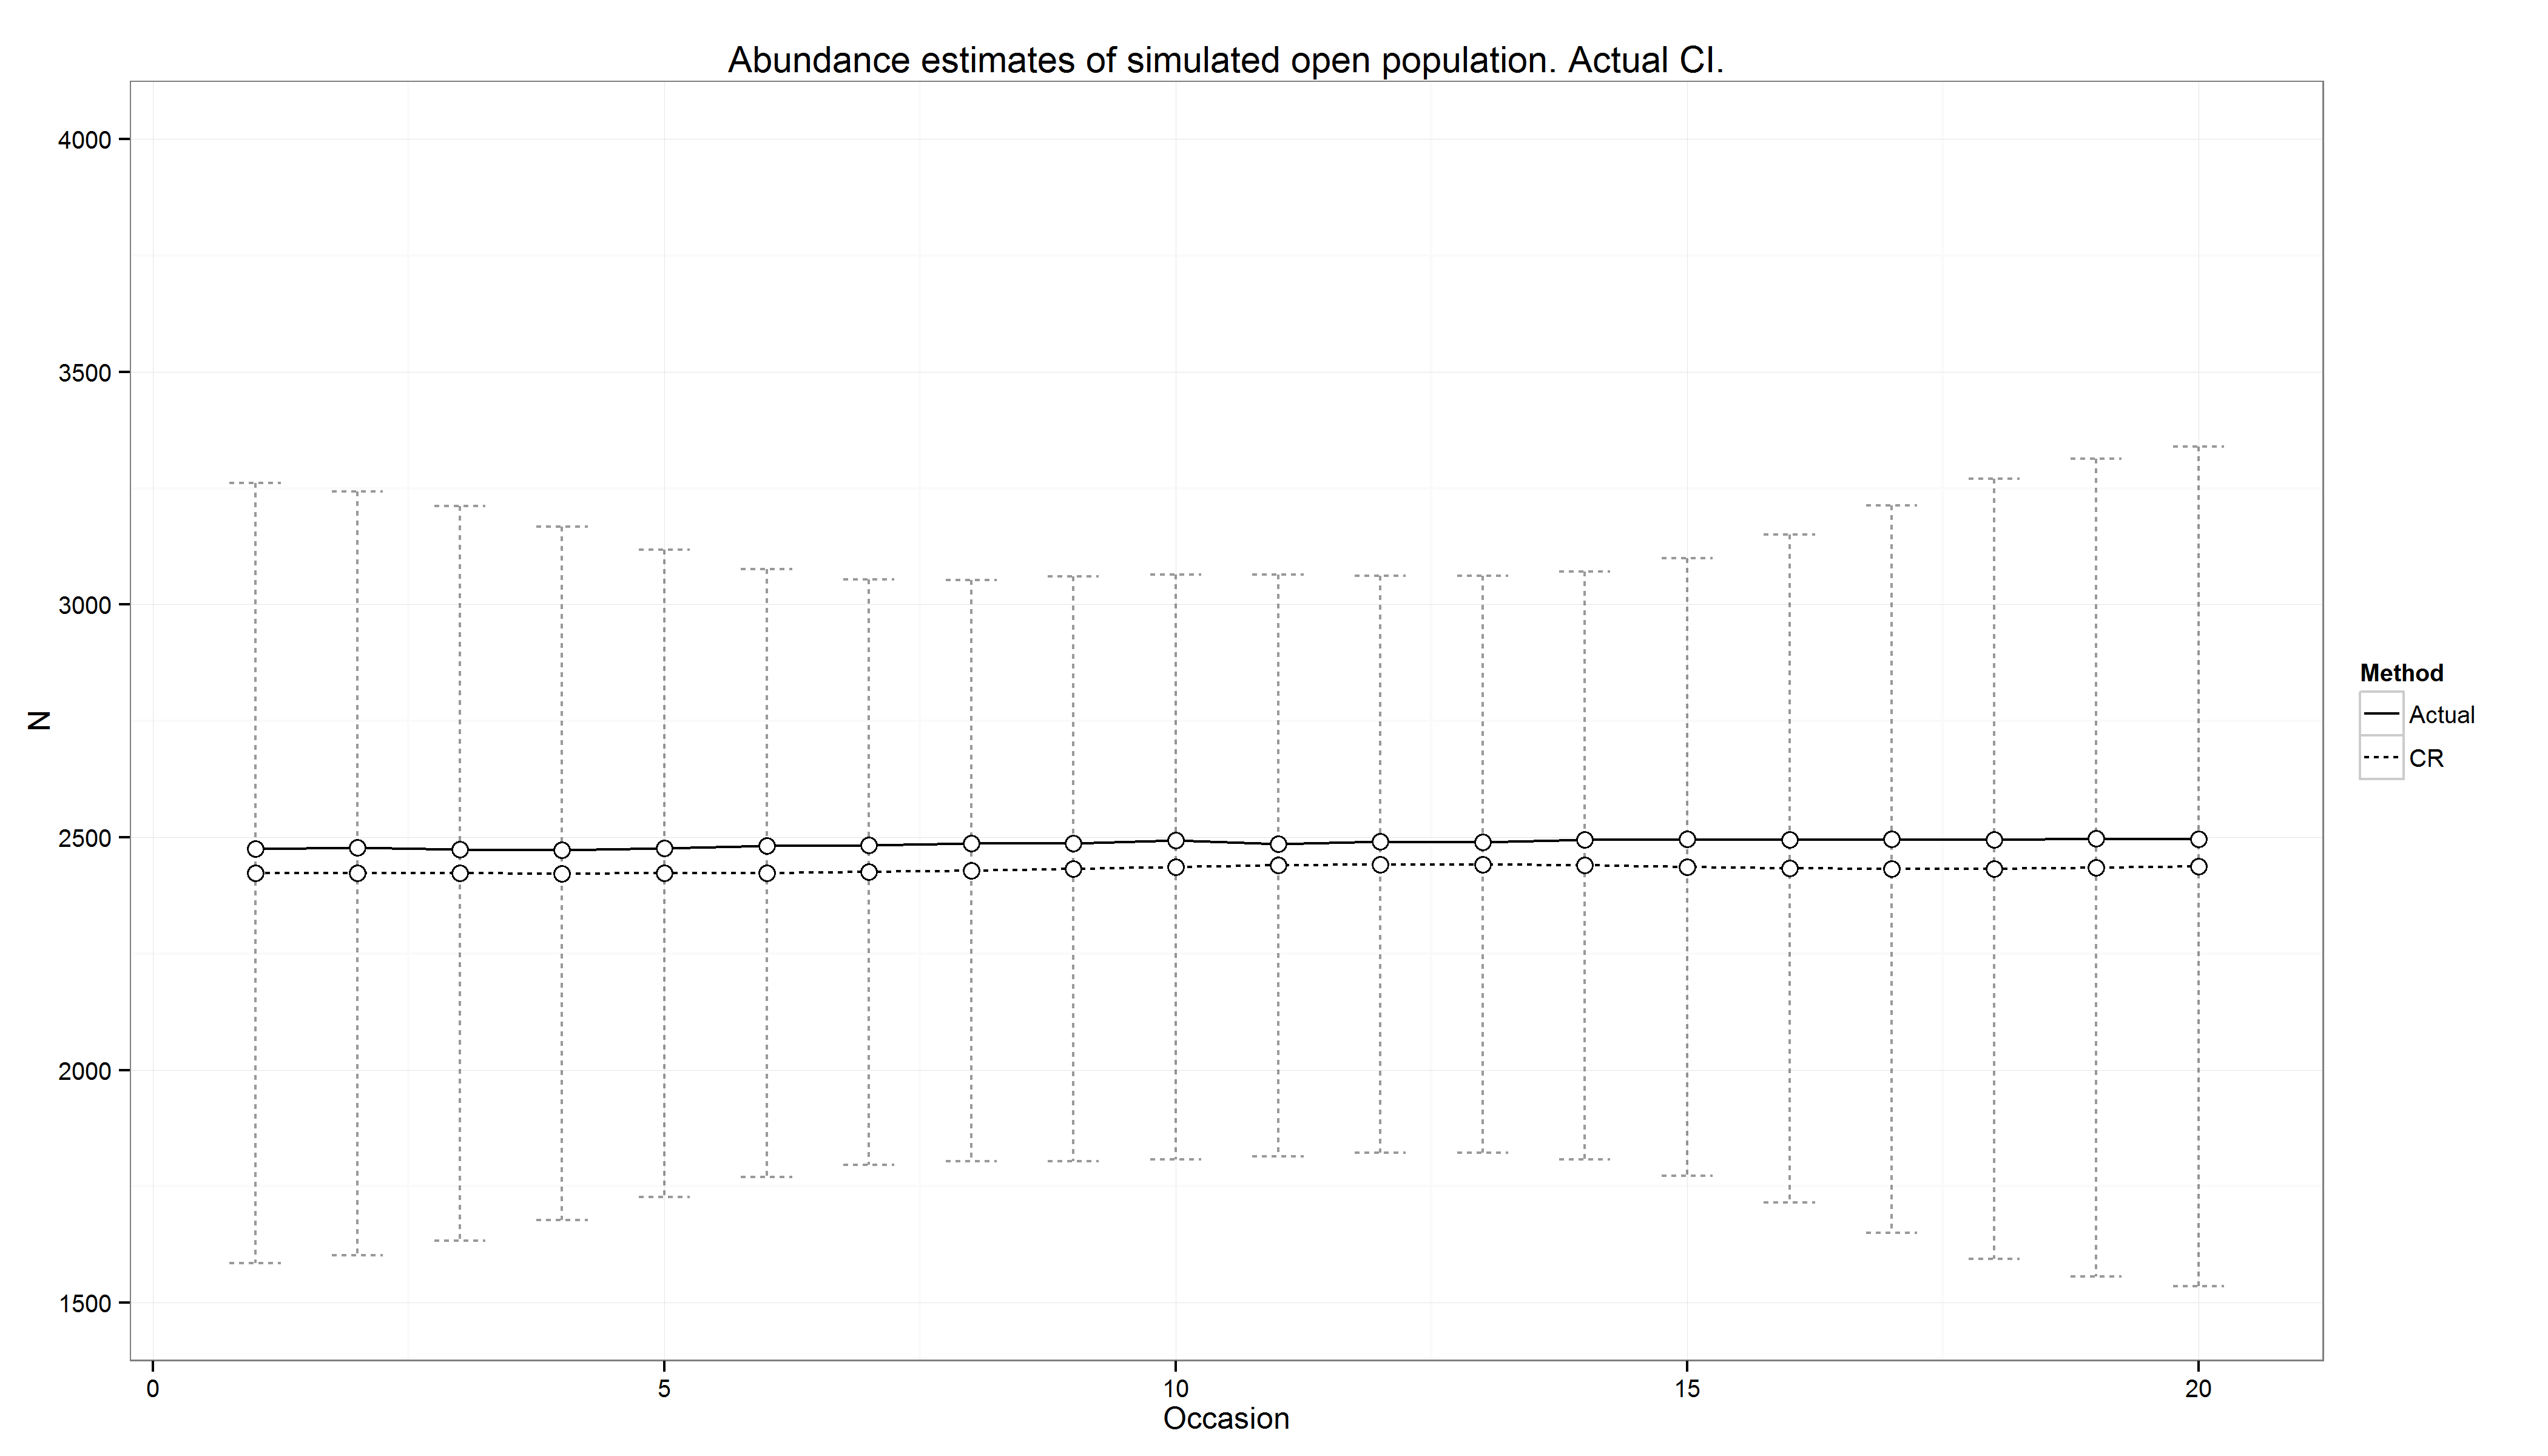 Abundance estimates of simulated open population. Actual CI.
4000
3500
3000
2500
2000
1500
N
0 5 10 15 20
Occasion
Method
Actual
CR